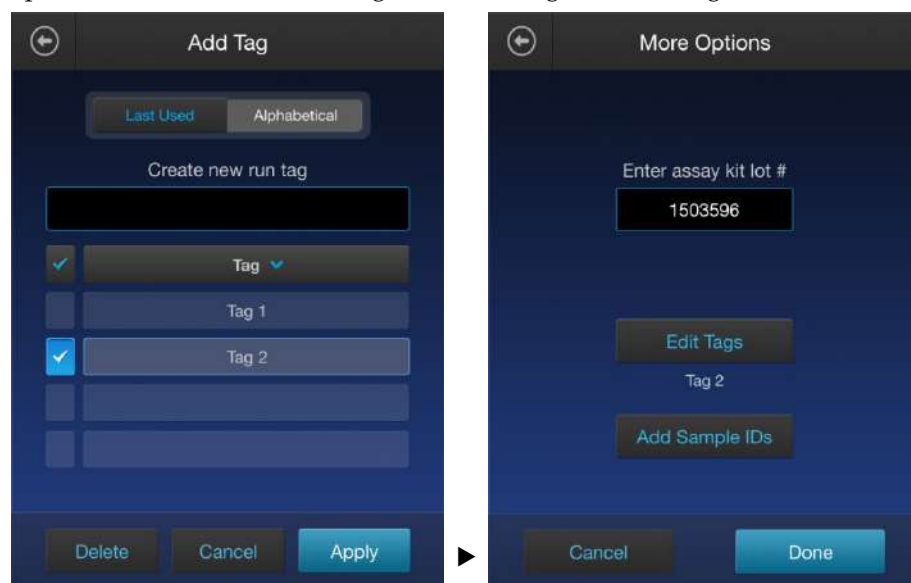 Add Tag
Last Used Alphabetical
Create new run tag
Tag
Tag 1
Tag 2
Delete Cancel Apply
More Options
Enter assay kit lot #
1503596
Edit Tags
Tag 2
Add Sample IDs
Cancel Done